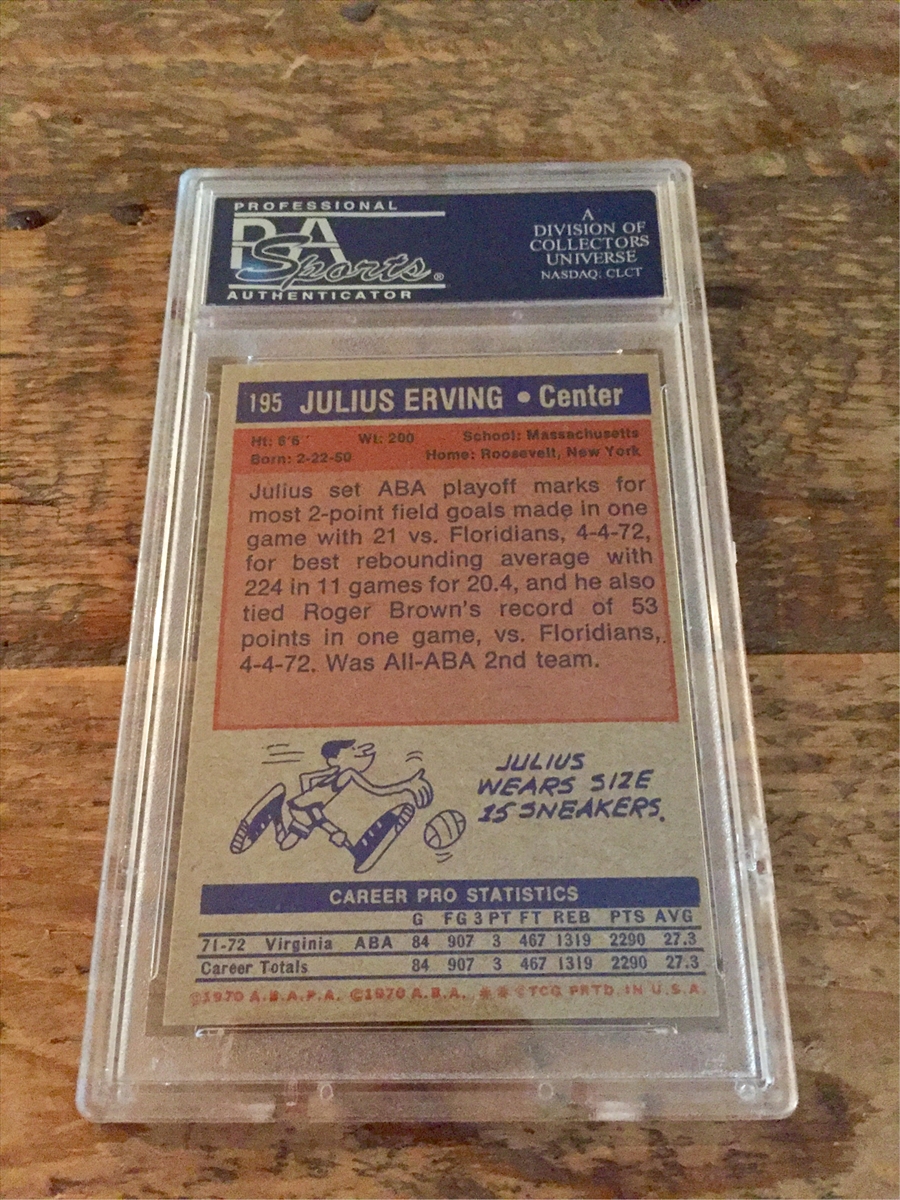 PROFESSIONAL
PSA
Sports®
AUTHENTICATOR
A
DIVISION OF
COLLECTORS
UNIVERSE
NASDAQ: CLCT
195 JULIUS ERVING • Center
Ht: 6'6" Wt: 200 School: Massachusetts
Born: 2-22-50 Home: Roosevelt, New York
Julius set ABA playoff marks for
most 2-point field goals made in one
game with 21 vs. Floridians, 4-4-72,
for best rebounding average with
224 in 11 games for 20.4, and he also
tied Roger Brown's record of 53
points in one game, vs. Floridians,
4-4-72. Was All-ABA 2nd team.
JULIUS
WEARS SIZE
15 SNEAKERS.
CAREER PRO STATISTICS
G FG 3PT FT REB PTS AVG
71-72 Virginia ABA 84 907 3 467 1319 2290 27.3
Career Totals 84 907 3 467 1319 2290 27.3
©1970 A.B.A.P.A. ©1970 A.B.A. ** ©TCG PRTD. IN U.S.A.